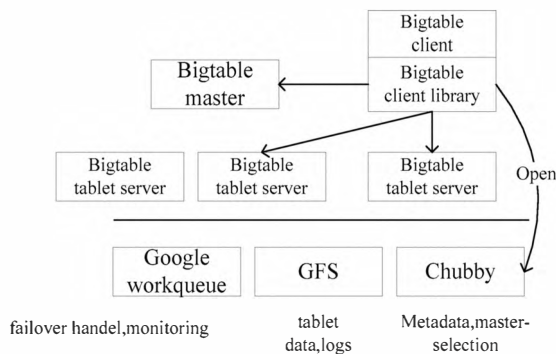 Bigtable
client
Bigtable
master
Bigtable
client library
Bigtable
tablet server
Bigtable
tablet server
Bigtable
tablet server
Open
Google
workqueue
GFS
Chubby
failover handel,monitoring
tablet
data,logs
Metadata,master-
selection